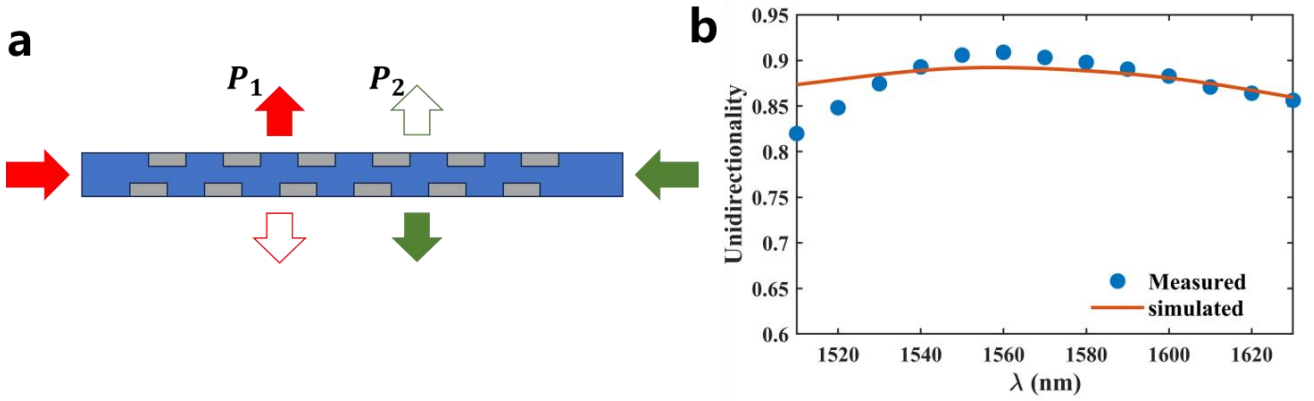 a
P1 P2
b
Unidirectionality
0.95
0.9
0.85
0.8
0.75
0.7
0.65
0.6
Measured
simulated
1520 1540 1560 1580 1600 1620
λ (nm)